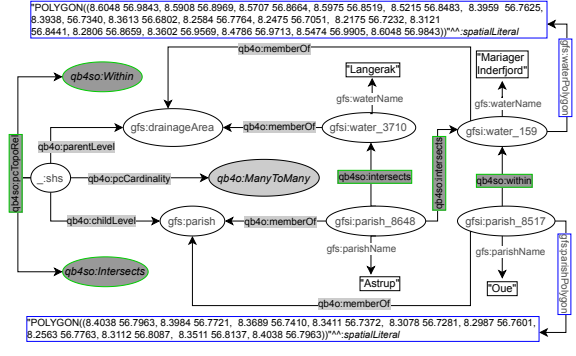 "POLYGON((8.6048 56.9843, 8.5908 56.8969, 8.5707 56.8664, 8.5975 56.8519, 8.5215 56.8483, 8.3959 56.7625,
8.3938 56.7340, 8.3613 56.6802, 8.2584 56.7764, 8.2475 56.7051, 8.2175 56.7232, 8.3121
56.8441, 8.2806 56.8659, 8.3602 56.9569, 8.4786 56.9713, 8.5474 56.9905, 8.6048 56.9843))"^^:spatialLiteral
qb4so:Within
qb4o:memberOf
"Langerak"
"Mariager
Inderfjord"
gfs:waterPolygon
gfs:waterName
gfs:waterName
gfs:drainageArea
qb4o:memberOf
gfsi:water_3710
gfsi:water_159
qb4o:parentLevel
qb4so:pcTopoRel
_:shs
qb4o:pcCardinality
qb4o:ManyToMany
qb4so:intersects
qb4so:intersects
qb4so:within
qb4o:childLevel
gfs:parish
qb4o:memberOf
gfsi:parish_8648
gfsi:parish_8517
gfs:parishName
gfs:parishName
gfs:parishPolygon
qb4so:Intersects
"Astrup"
"Oue"
qb4o:memberOf
"POLYGON((8.4038 56.7963, 8.3984 56.7721, 8.3689 56.7410, 8.3411 56.7372, 8.3078 56.7281, 8.2987 56.7601,
8.2563 56.7763, 8.3112 56.8087, 8.3511 56.8137, 8.4038 56.7963))"^^:spatialLiteral